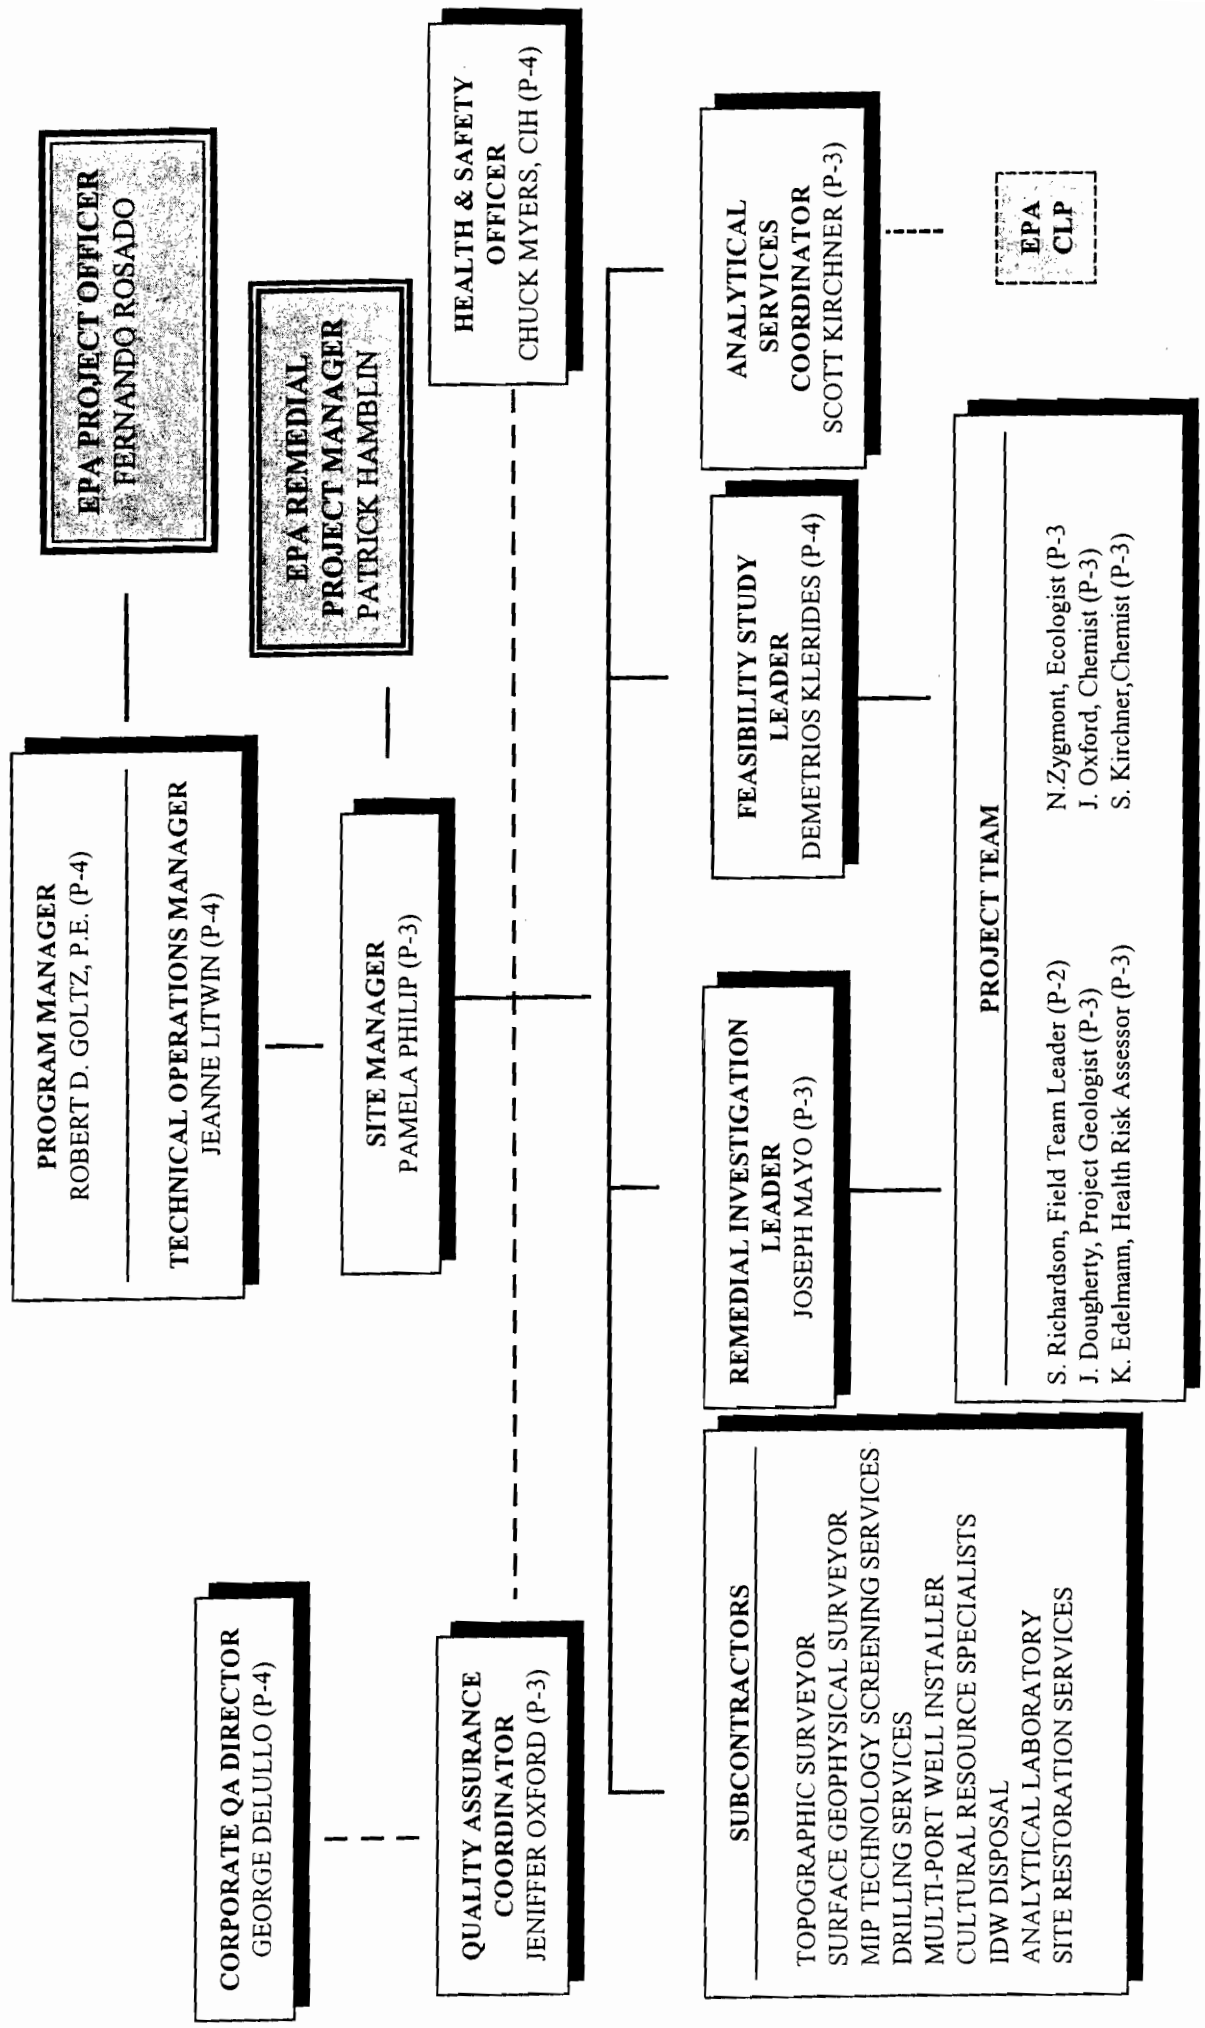 EPA PROJECT OFFICER
FERNANDO ROSADO
PROGRAM MANAGER
ROBERT D. GOLTZ, P.E. (P-4)
TECHNICAL OPERATIONS MANAGER
JEANNE LITWIN (P-4)
EPA REMEDIAL
PROJECT MANAGER
PATRICK HAMBLIN
CORPORATE QA DIRECTOR
GEORGE DELULLO (P-4)
SITE MANAGER
PAMELA PHILIP (P-3)
QUALITY ASSURANCE
COORDINATOR
JENIFFER OXFORD (P-3)
HEALTH & SAFETY
OFFICER
CHUCK MYERS, CIH (P-4)
SUBCONTRACTORS
TOPOGRAPHIC SURVEYOR
SURFACE GEOPHYSICAL SURVEYOR
MIP TECHNOLOGY SCREENING SERVICES
DRILLING SERVICES
MULTI-PORT WELL INSTALLER
CULTURAL RESOURCE SPECIALISTS
IDW DISPOSAL
ANALYTICAL LABORATORY
SITE RESTORATION SERVICES
REMEDIAL INVESTIGATION
LEADER
JOSEPH MAYO (P-3)
FEASIBILITY STUDY
LEADER
DEMETRIOS KLERIDES (P-4)
ANALYTICAL
SERVICES
COORDINATOR
SCOTT KIRCHNER (P-3)
PROJECT TEAM
S. Richardson, Field Team Leader (P-2)
J. Dougherty, Project Geologist (P-3)
K. Edelmann, Health Risk Assessor (P-3)
N.Zygmont, Ecologist (P-3
J. Oxford, Chemist (P-3)
S. Kirchner,Chemist (P-3)
EPA
CLP